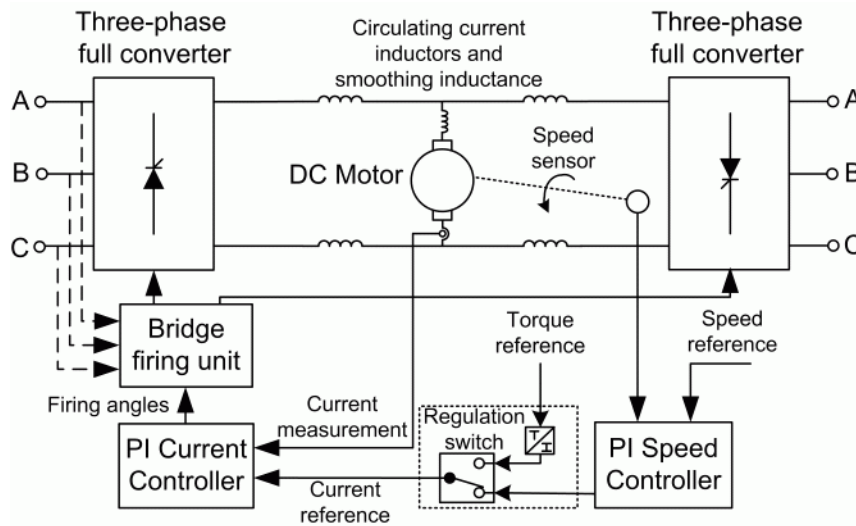 Three-phase
full converter
Circulating current
inductors and
smoothing inductance
Three-phase
full converter
A
A
Speed
sensor
B
DC Motor
B
C
C
Bridge
firing unit
Torque
reference
Speed
reference
Firing angles
Current
measurement
Regulation
switch
T
I
PI Current
Controller
PI Speed
Controller
Current
reference